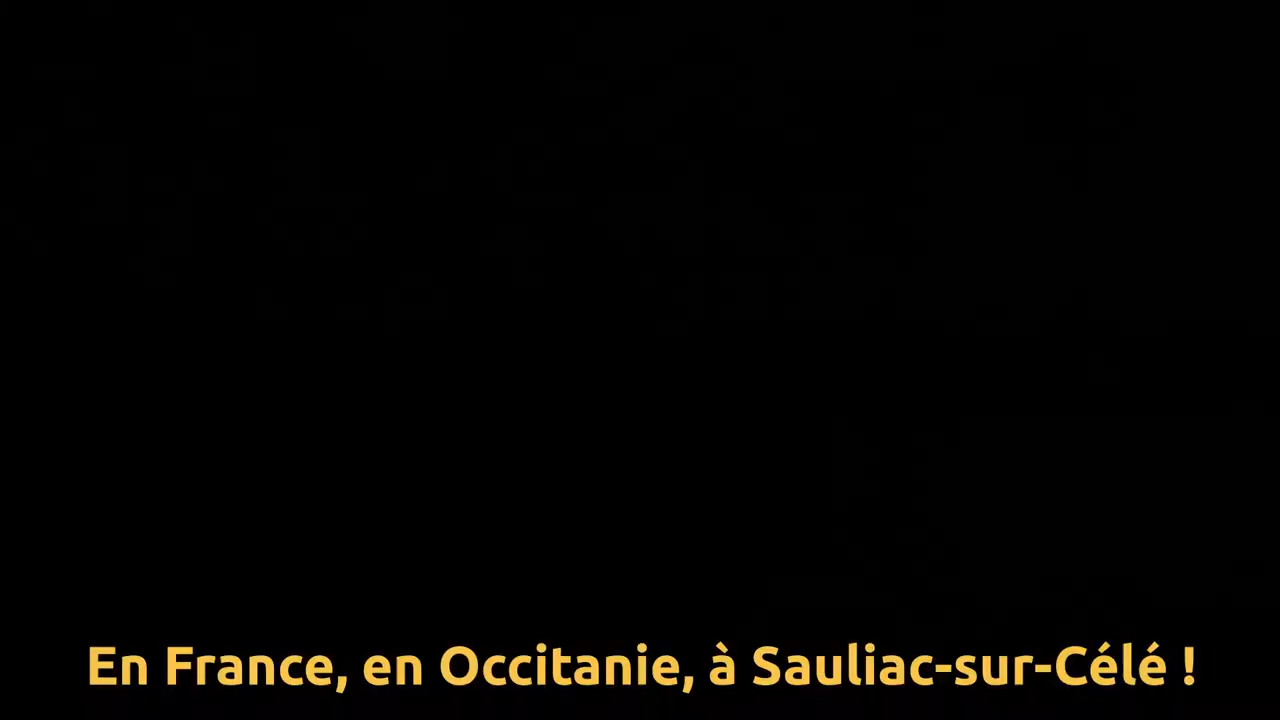 En France, en Occitanie, à Sauliac-sur-Célé !